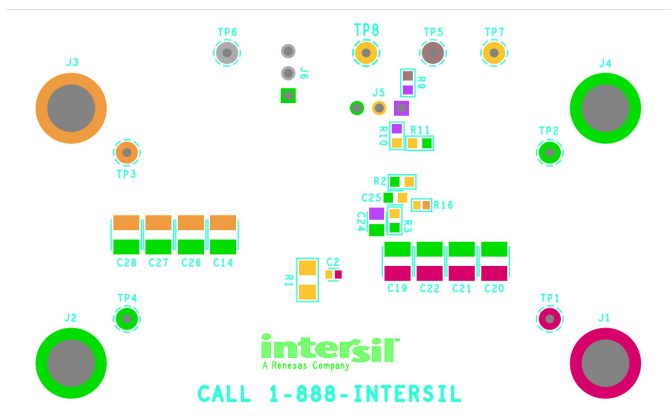 TP6
TP8
TP5
TP7
J3
J6
J4
R9
J5
R10
R11
TP2
TP3
R2
C25
R16
C24
R3
C28
C27
C26
C14
R1
C2
C19
C22
C21
C20
J2
TP4
TP1
J1
intersil™
A Renesas Company
CALL 1-888-INTERSIL